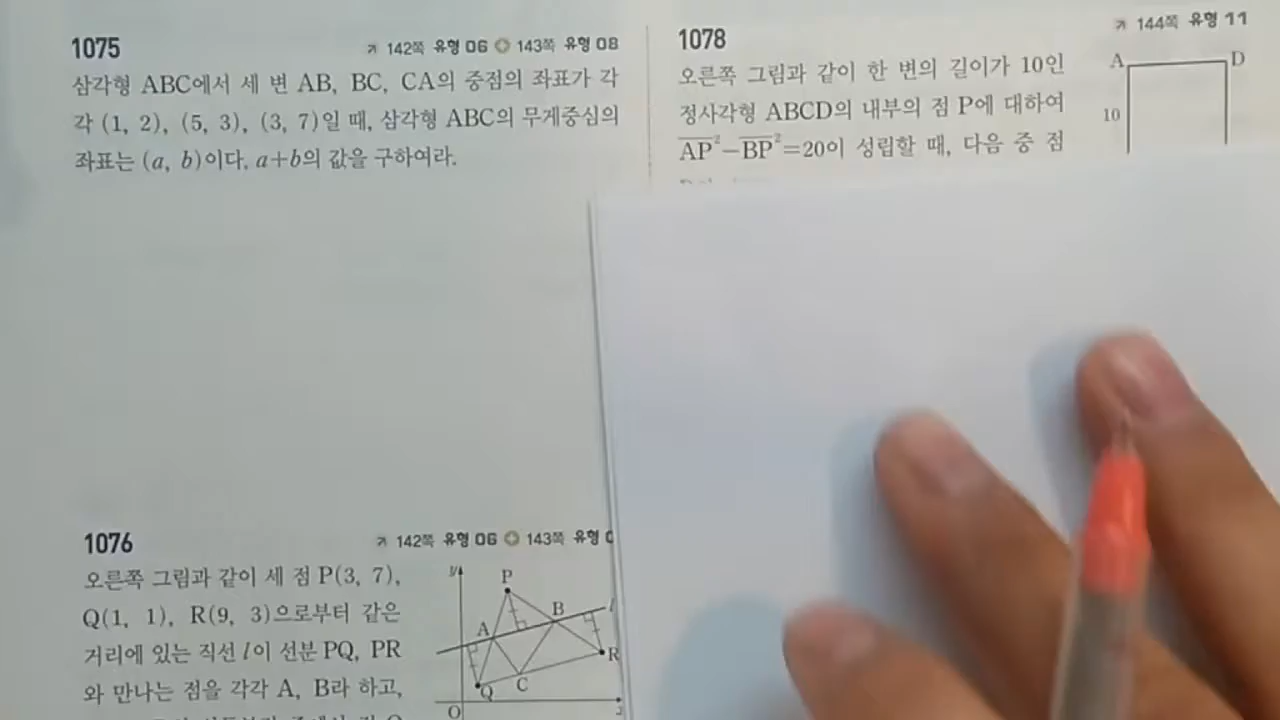 1075
↗ 142쪽 유형 06 ✚ 143쪽 유형 08
삼각형 ABC에서 세 변 AB, BC, CA의 중점의 좌표가 각
각 (1, 2), (5, 3), (3, 7)일 때, 삼각형 ABC의 무게중심의
좌표는 (a, b)이다. a+b의 값을 구하여라.
1076
↗ 142쪽 유형 06 ✚ 143쪽 유형
오른쪽 그림과 같이 세 점 P(3, 7),
Q(1, 1), R(9, 3)으로부터 같은
거리에 있는 직선 l이 선분 PQ, PR
와 만나는 점을 각각 A, B라 하고,
y
P
A
B
l
R
Q
C
O
1078
↗ 144쪽 유형 11
오른쪽 그림과 같이 한 변의 길이가 10인
정사각형 ABCD의 내부의 점 P에 대하여
AP²−BP²=20이 성립할 때, 다음 중 점
A
D
10